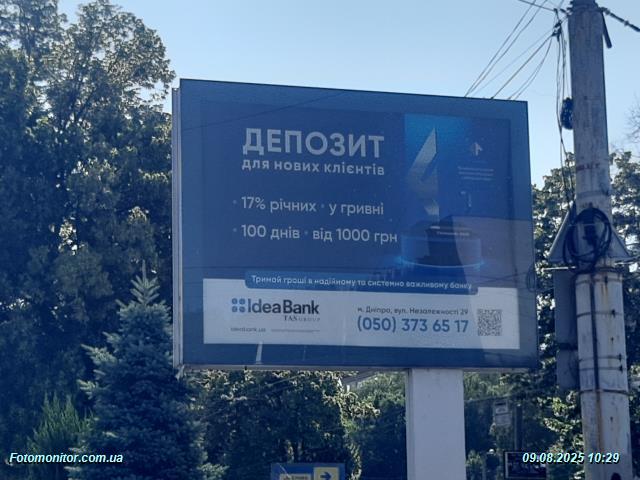 ДЕПОЗИТ
для нових клієнтів
• 17% річних • у гривні
• 100 днів • від 1000 грн
Тримай гроші в надійному та системно важливому банку
IdeaBank
TAS GROUP
ideabank.ua
м. Дніпро, вул. Незалежності 29
(050) 373 65 17
Fotomonitor.com.ua
09.08.2025 10:29